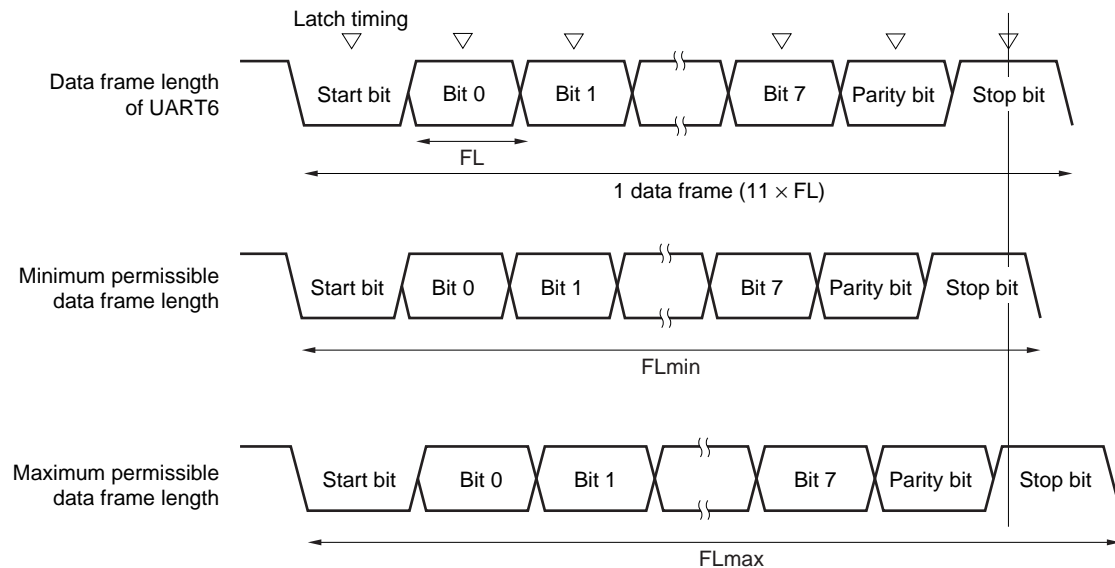 Latch timing
Data frame length
of UART6
Start bit
Bit 0
Bit 1
Bit 7
Parity bit
Stop bit
FL
1 data frame (11 × FL)
Minimum permissible
data frame length
Start bit
Bit 0
Bit 1
Bit 7
Parity bit
Stop bit
FLmin
Maximum permissible
data frame length
Start bit
Bit 0
Bit 1
Bit 7
Parity bit
Stop bit
FLmax